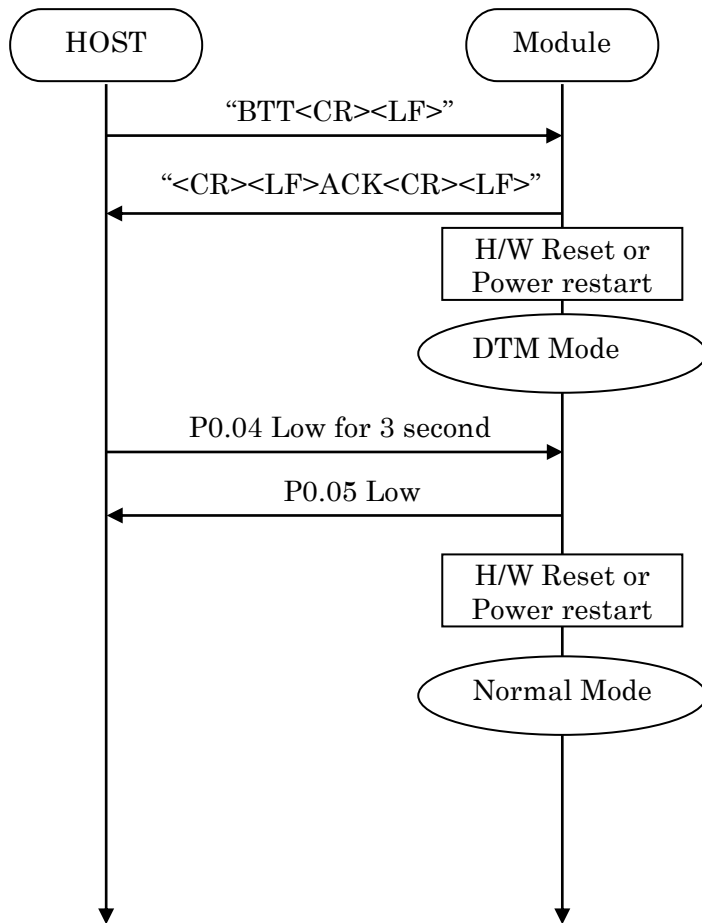 HOST
Module
“BTT<CR><LF>”
“<CR><LF>ACK<CR><LF>”
H/W Reset or
Power restart
DTM Mode
P0.04 Low for 3 second
P0.05 Low
H/W Reset or
Power restart
Normal Mode